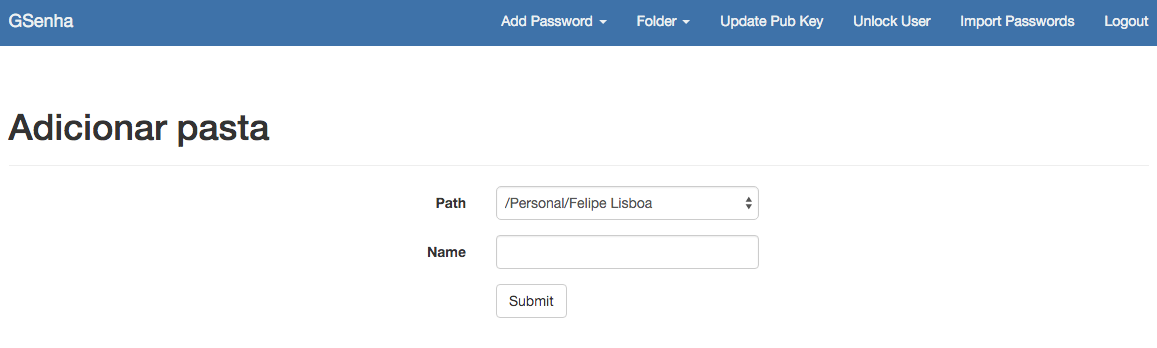 GSenha Add Password Folder Update Pub Key Unlock User Import Passwords Logout
Adicionar pasta
Path /Personal/Felipe Lisboa
Name
Submit